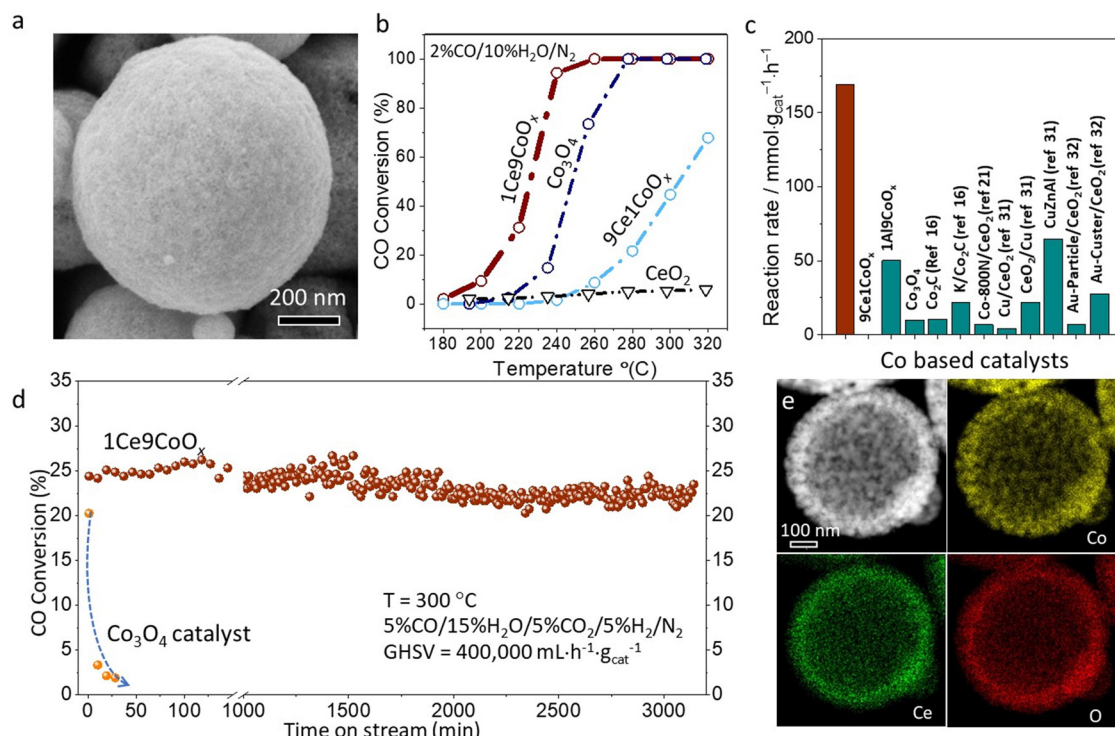 a
200 nm
b
2%CO/10%H₂O/N₂
CO Conversion (%)
100
80
60
40
20
0
1Ce9CoOₓ
Co₃O₄
9Ce1CoOₓ
CeO₂
180 200 220 240 260 280 300 320
Temperature º(C)
c
Reaction rate / mmol·g_cat⁻¹·h⁻¹
200
150
100
50
0
9Ce1CoOₓ
1Al9CoOₓ
Co₃O₄
Co₂C (Ref 16)
K/Co₂C (ref 16)
Co-800N/CeO₂(ref 21)
Cu/CeO₂ (ref 31)
CeO₂/Cu (ref 31)
CuZnAl (ref 31)
Au-Particle/CeO₂(ref 32)
Au-Custer/CeO₂ (ref 32)
Co based catalysts
d
CO Conversion (%)
35 35
30 30
25 25
20 20
15 15
10 10
5 5
0 0
1Ce9CoOₓ
Co₃O₄ catalyst
T = 300 °C
5%CO/15%H₂O/5%CO₂/5%H₂/N₂
GHSV = 400,000 mL·h⁻¹·g_cat⁻¹
0 50 100 1000 1500 2000 2500 3000
Time on stream (min)
e
100 nm
Co
Ce
O